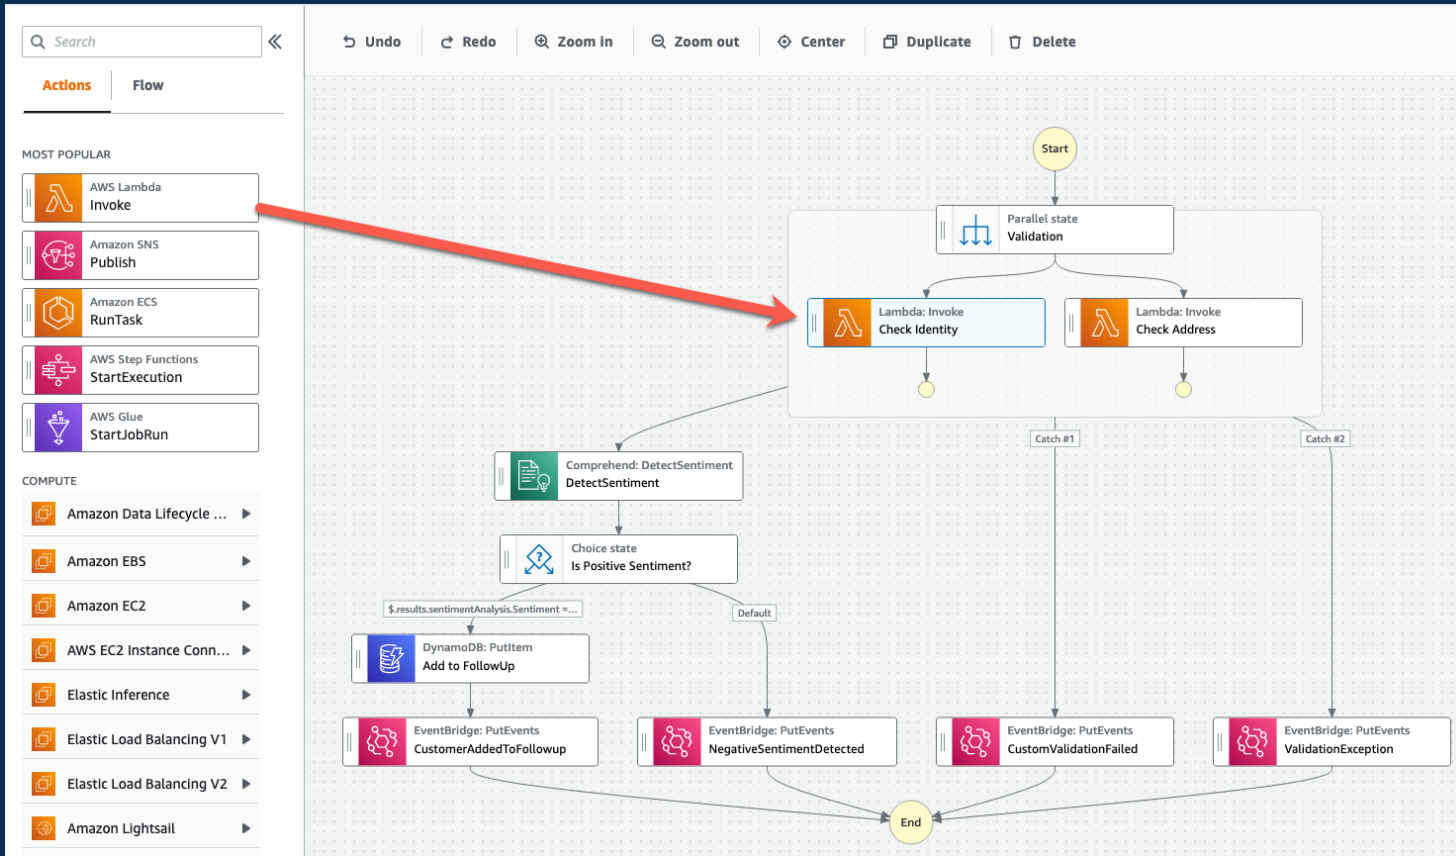 Search
Undo
Redo
Zoom in
Zoom out
Center
Duplicate
Delete
Actions
Flow
MOST POPULAR
AWS Lambda
Invoke
Amazon SNS
Publish
Amazon ECS
RunTask
AWS Step Functions
StartExecution
AWS Glue
StartJobRun
COMPUTE
Amazon Data Lifecycle ...
Amazon EBS
Amazon EC2
AWS EC2 Instance Conn...
Elastic Inference
Elastic Load Balancing V1
Elastic Load Balancing V2
Amazon Lightsail
Start
Parallel state
Validation
Lambda: Invoke
Check Identity
Lambda: Invoke
Check Address
Catch #1
Catch #2
Comprehend: DetectSentiment
DetectSentiment
Choice state
Is Positive Sentiment?
$.results.sentimentAnalysis.Sentiment =...
Default
DynamoDB: PutItem
Add to FollowUp
EventBridge: PutEvents
CustomerAddedToFollowup
EventBridge: PutEvents
NegativeSentimentDetected
EventBridge: PutEvents
CustomValidationFailed
EventBridge: PutEvents
ValidationException
End